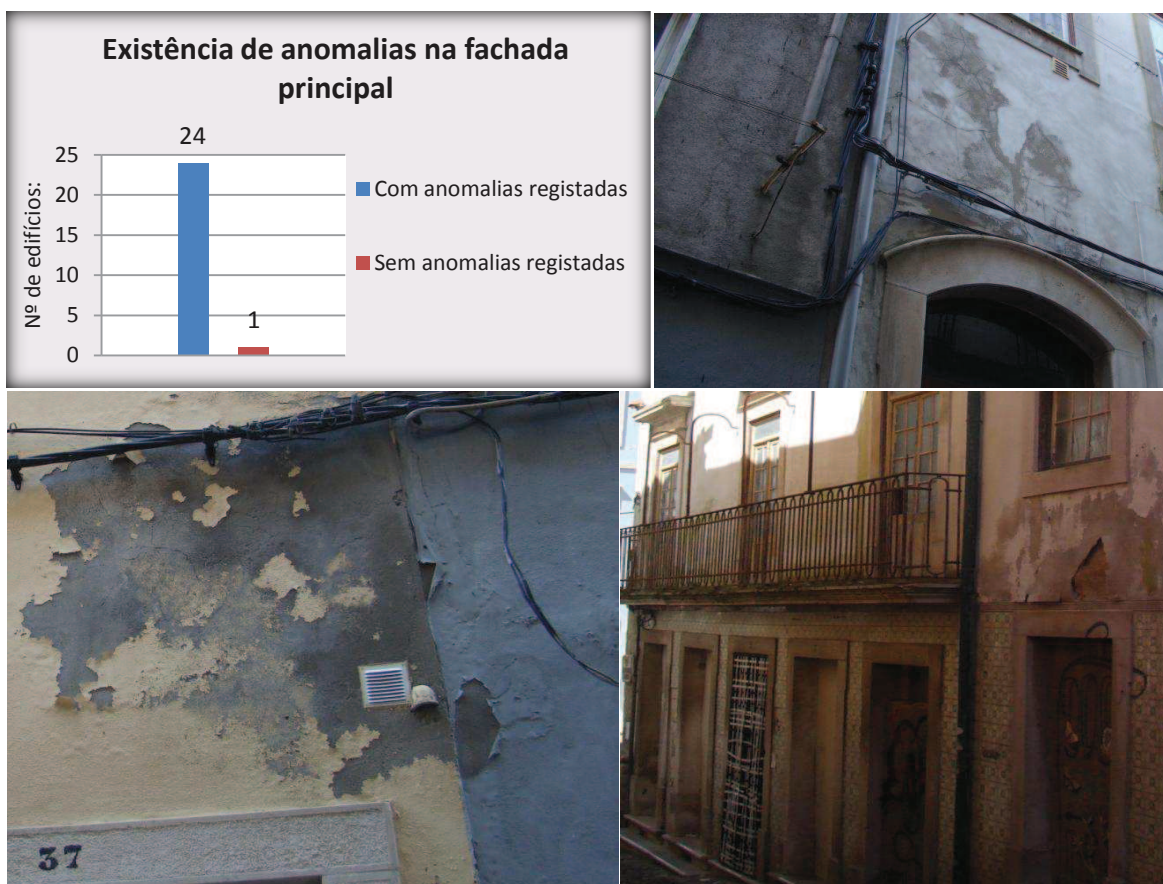 Existência de anomalias na fachada
principal
Nº de edifícios:
25
20
15
10
5
0
24
1
Com anomalias registadas
Sem anomalias registadas
37